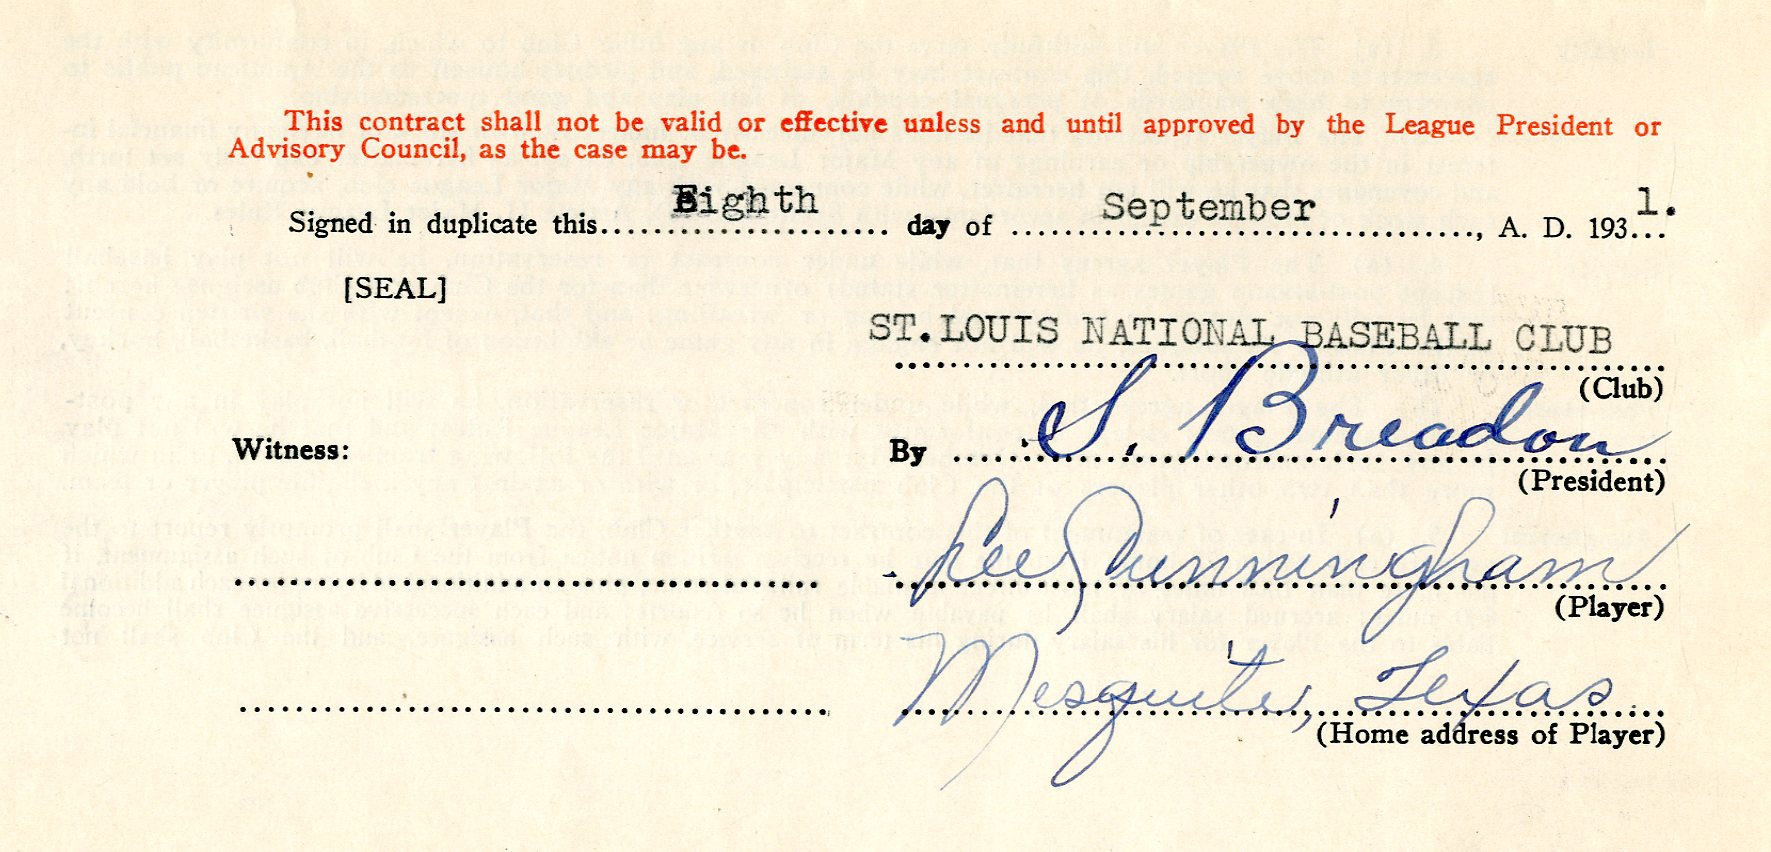 This contract shall not be valid or effective unless and until approved by the League President or
Advisory Council, as the case may be.
Signed in duplicate this Eighth day of September, A. D. 1931.
[SEAL]
ST. LOUIS NATIONAL BASEBALL CLUB
(Club)
Witness: By S. Breadon
(President)
Lee Cunningham
(Player)
Mesquite, Texas
(Home address of Player)